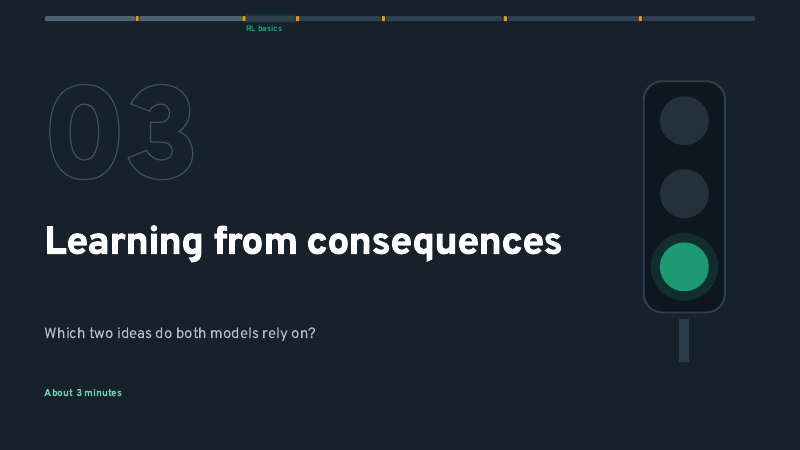 RL basics
03
Learning from consequences
Which two ideas do both models rely on?
About 3 minutes